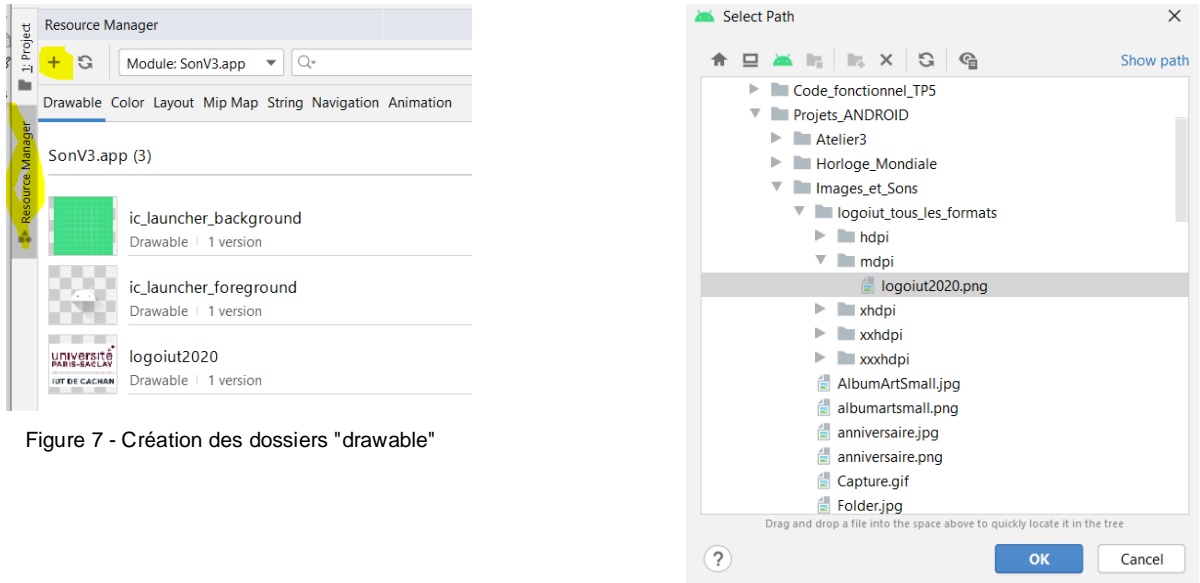 Resource Manager
1: Project
Module: SonV3.app
Drawable Color Layout Mip Map String Navigation Animation
Resource Manager
SonV3.app (3)
ic_launcher_background
Drawable | 1 version
ic_launcher_foreground
Drawable | 1 version
université
PARIS-SACLAY
IUT DE CACHAN
logoiut2020
Drawable | 1 version
Figure 7 - Création des dossiers "drawable"
Select Path
Show path
Code_fonctionnel_TP5
Projets_ANDROID
Atelier3
Horloge_Mondiale
Images_et_Sons
logoiut_tous_les_formats
hdpi
mdpi
logoiut2020.png
xhdpi
xxhdpi
xxxhdpi
AlbumArtSmall.jpg
albumartsmall.png
anniversaire.jpg
anniversaire.png
Capture.gif
Folder.jpg
Drag and drop a file into the space above to quickly locate it in the tree
?
OK
Cancel